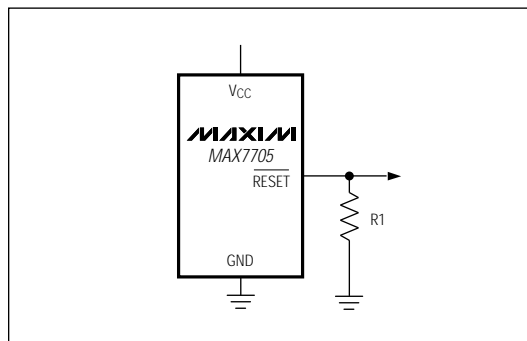 VCC
MAXIM
MAX7705
RESET
R1
GND